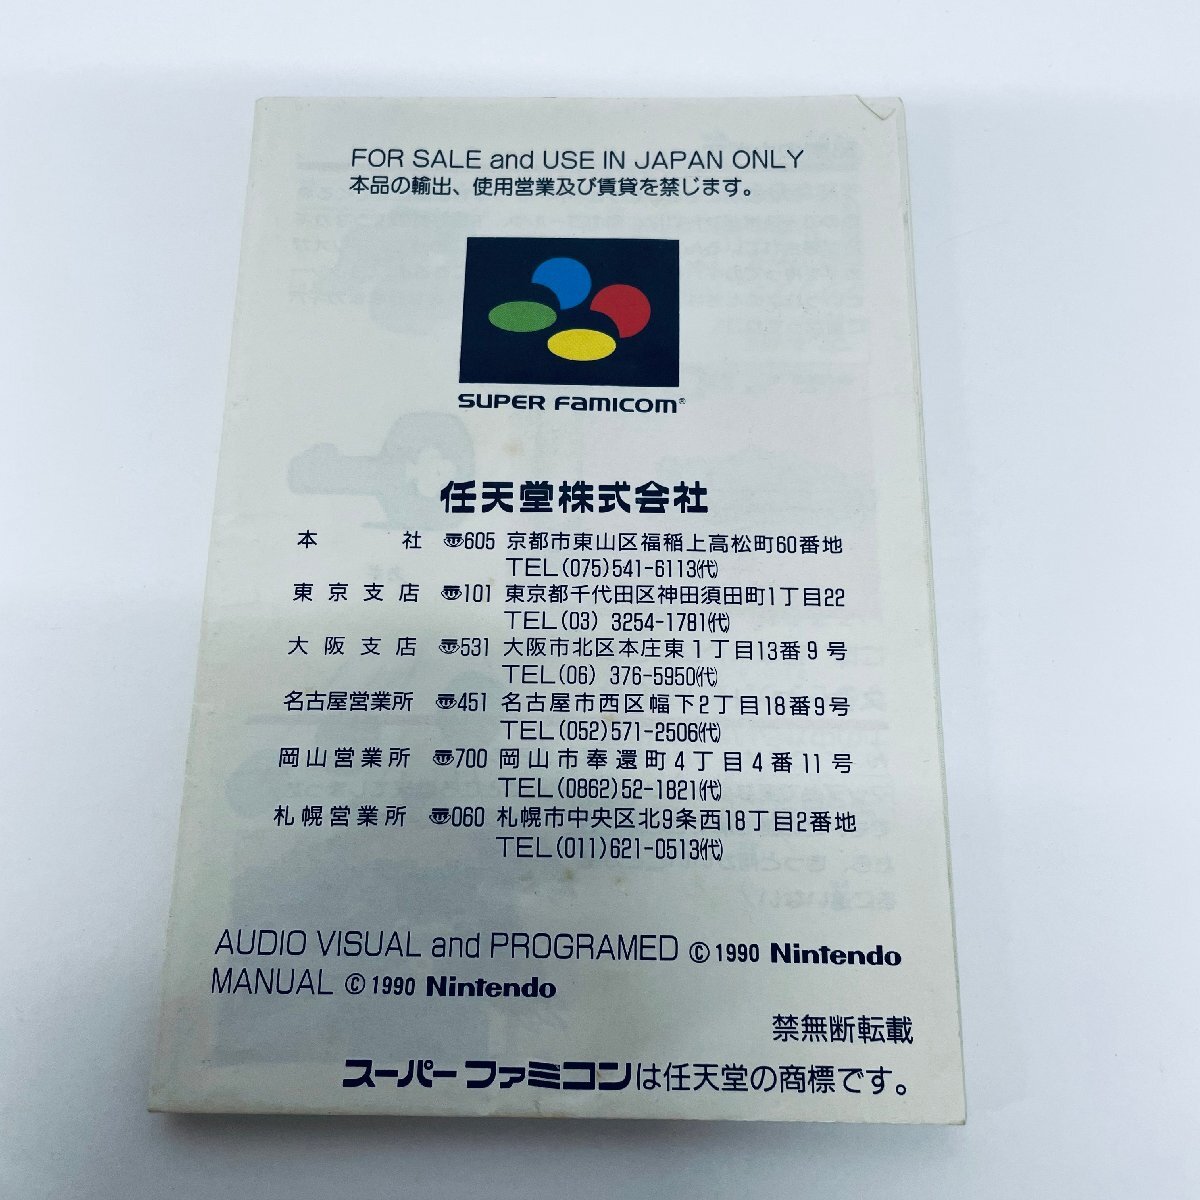 FOR SALE and USE IN JAPAN ONLY
本品の輸出、使用営業及び賃貸を禁じます。
SUPER FAMICOM®
任天堂株式会社
本社 〠605 京都市東山区福稲上高松町60番地
TEL(075)541-6113㈹
東京支店 〠101 東京都千代田区神田須田町1丁目22
TEL(03) 3254-1781㈹
大阪支店 〠531 大阪市北区本庄東1丁目13番9号
TEL(06) 376-5950㈹
名古屋営業所 〠451 名古屋市西区幅下2丁目18番9号
TEL(052)571-2506㈹
岡山営業所 〠700 岡山市奉還町4丁目4番11号
TEL(0862)52-1821㈹
札幌営業所 〠060 札幌市中央区北9条西18丁目2番地
TEL(011)621-0513㈹
AUDIO VISUAL and PROGRAMED © 1990 Nintendo
MANUAL © 1990 Nintendo
禁無断転載
スーパーファミコンは任天堂の商標です。